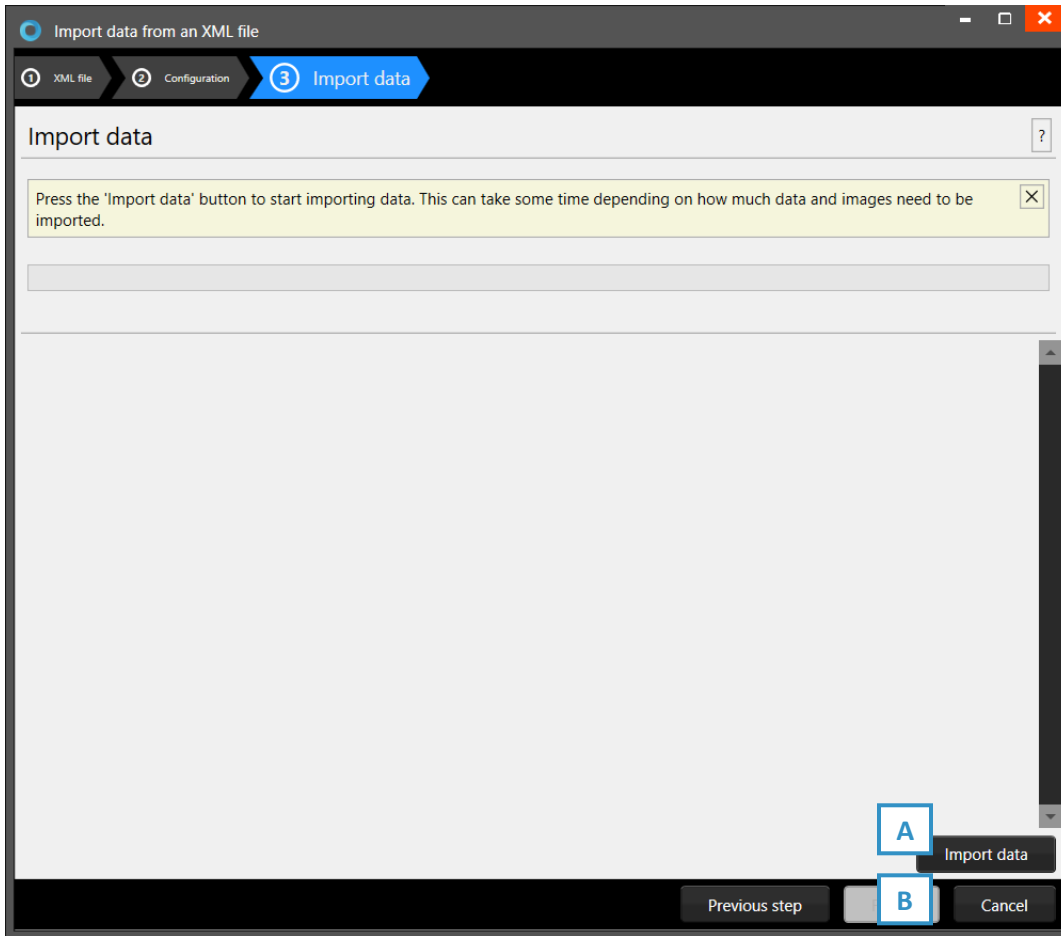 Import data from an XML file
1 XML file 2 Configuration 3 Import data
Import data
?
Press the 'Import data' button to start importing data. This can take some time depending on how much data and images need to be
imported.
A
Import data
Previous step B Cancel